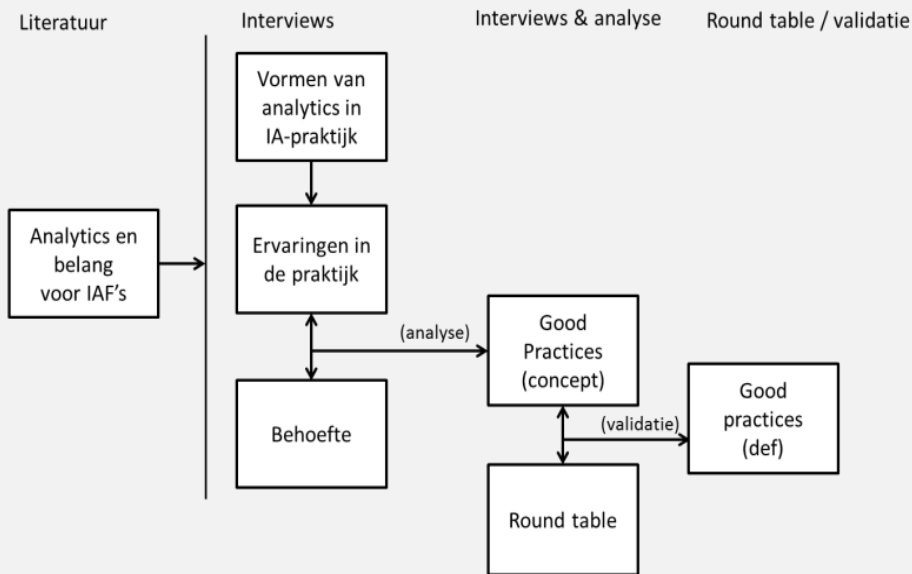 Literatuur
Interviews
Interviews & analyse
Round table / validatie
Vormen van
analytics in
IA-praktijk
Analytics en
belang
voor IAF's
Ervaringen in
de praktijk
(analyse)
Good
Practices
(concept)
Behoefte
(validatie)
Good
practices
(def)
Round table